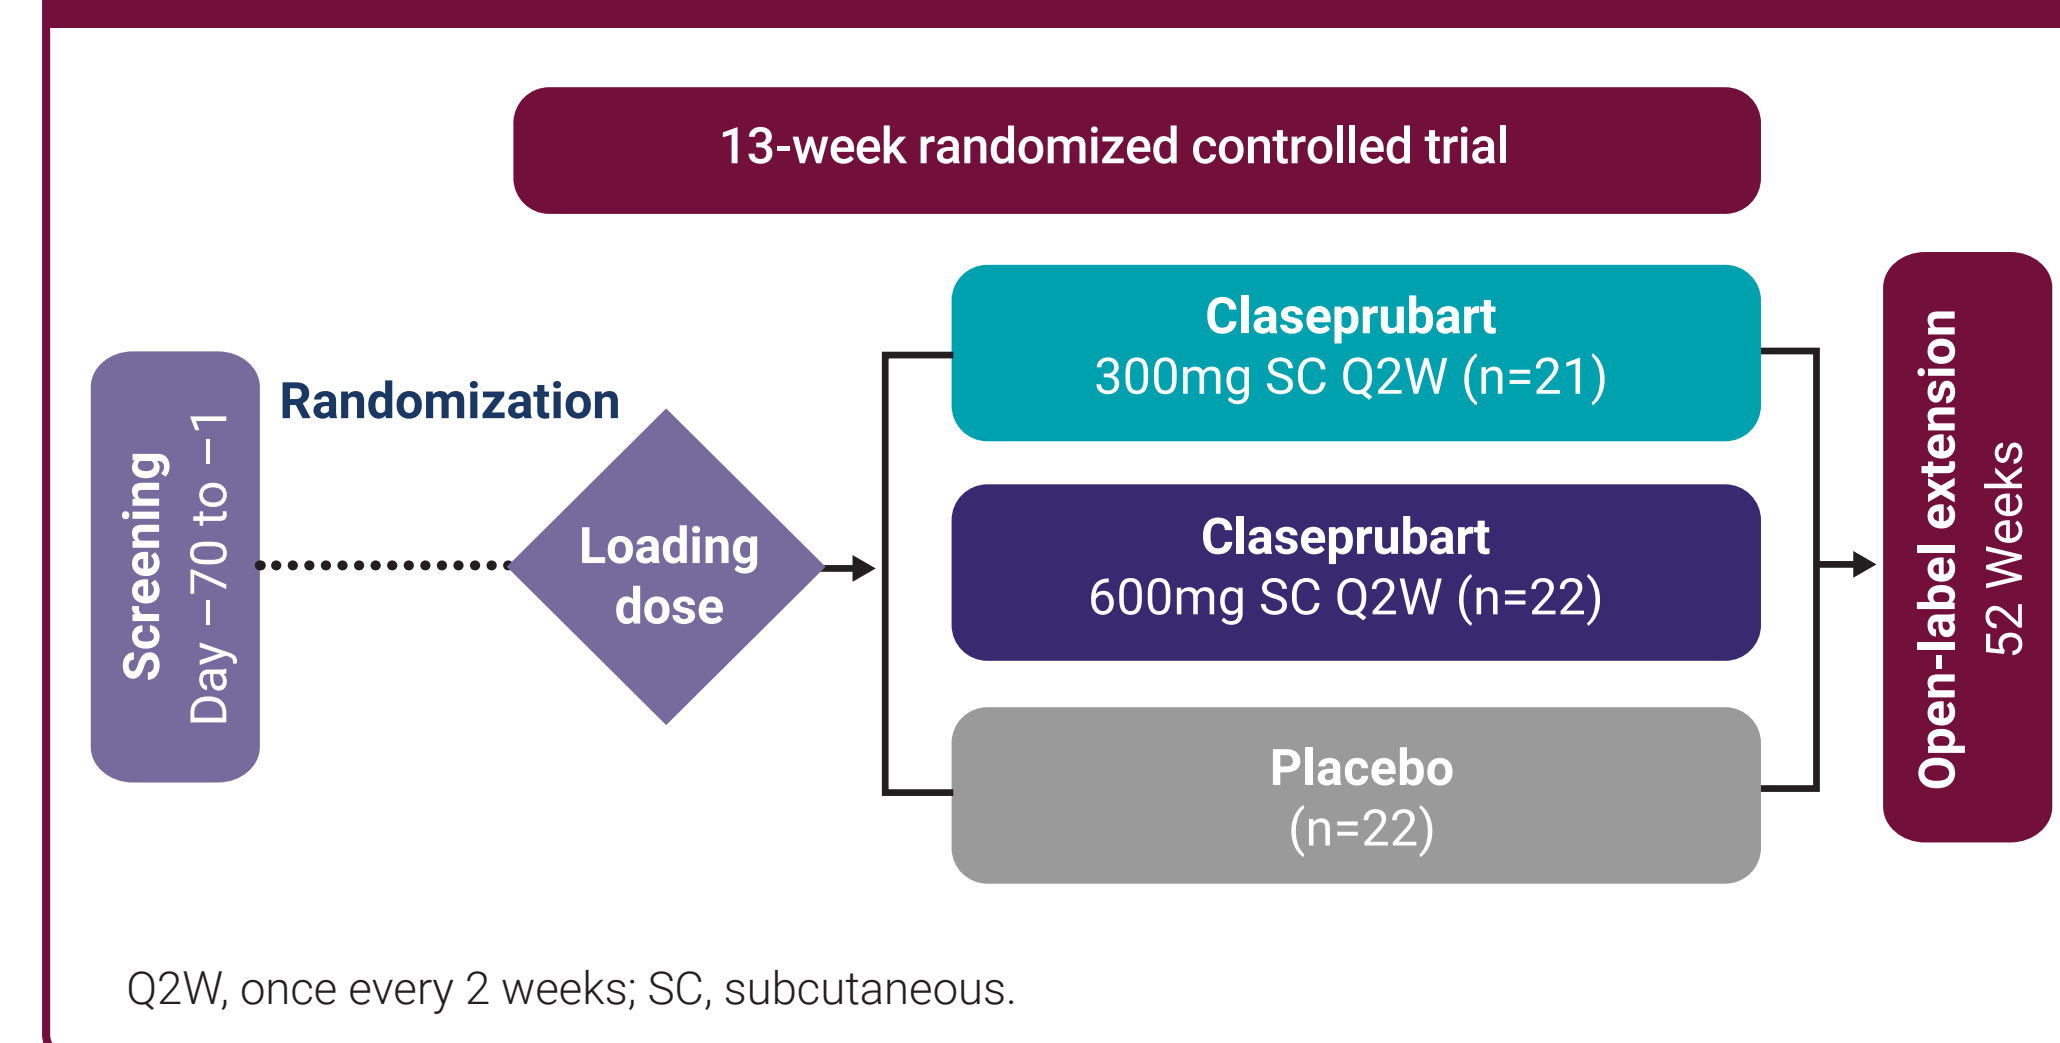 13-week randomized controlled trial
Screening
Day −70 to −1
Randomization
Loading
dose
Claseprubart
300mg SC Q2W (n=21)
Claseprubart
600mg SC Q2W (n=22)
Placebo
(n=22)
Open-label extension
52 Weeks
Q2W, once every 2 weeks; SC, subcutaneous.